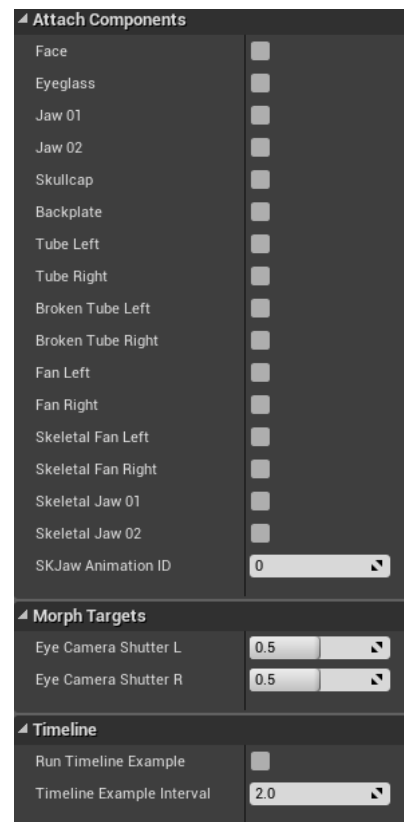 Attach Components
Face
Eyeglass
Jaw 01
Jaw 02
Skullcap
Backplate
Tube Left
Tube Right
Broken Tube Left
Broken Tube Right
Fan Left
Fan Right
Skeletal Fan Left
Skeletal Fan Right
Skeletal Jaw 01
Skeletal Jaw 02
SKJaw Animation ID 0
Morph Targets
Eye Camera Shutter L 0.5
Eye Camera Shutter R 0.5
Timeline
Run Timeline Example
Timeline Example Interval 2.0